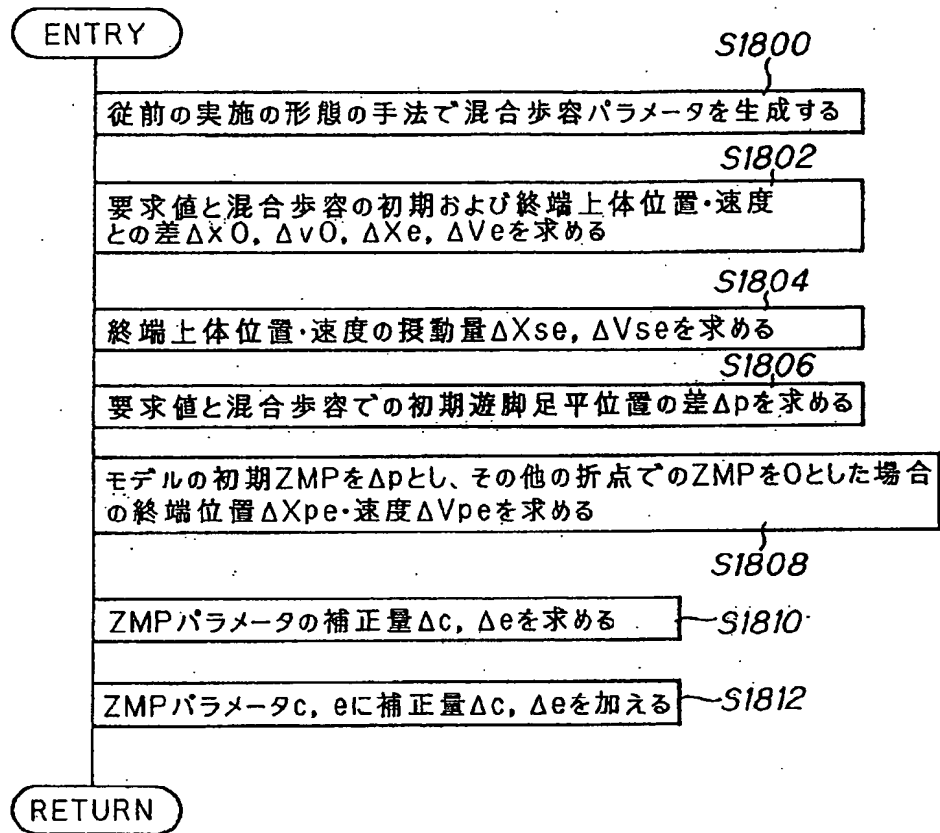 ENTRY
S1800
従前の実施の形態の手法で混合歩容パラメータを生成する
S1802
要求値と混合歩容の初期および終端上体位置・速度
との差Δx0, Δv0, ΔXe, ΔVeを求める
S1804
終端上体位置・速度の摂動量ΔXse, ΔVseを求める
S1806
要求値と混合歩容での初期遊脚足平位置の差Δpを求める
モデルの初期ZMPをΔpとし、その他の折点でのZMPを0とした場合
の終端位置ΔXpe・速度ΔVpeを求める
S1808
ZMPパラメータの補正量Δc, Δeを求める
S1810
ZMPパラメータc, eに補正量Δc, Δeを加える
S1812
RETURN